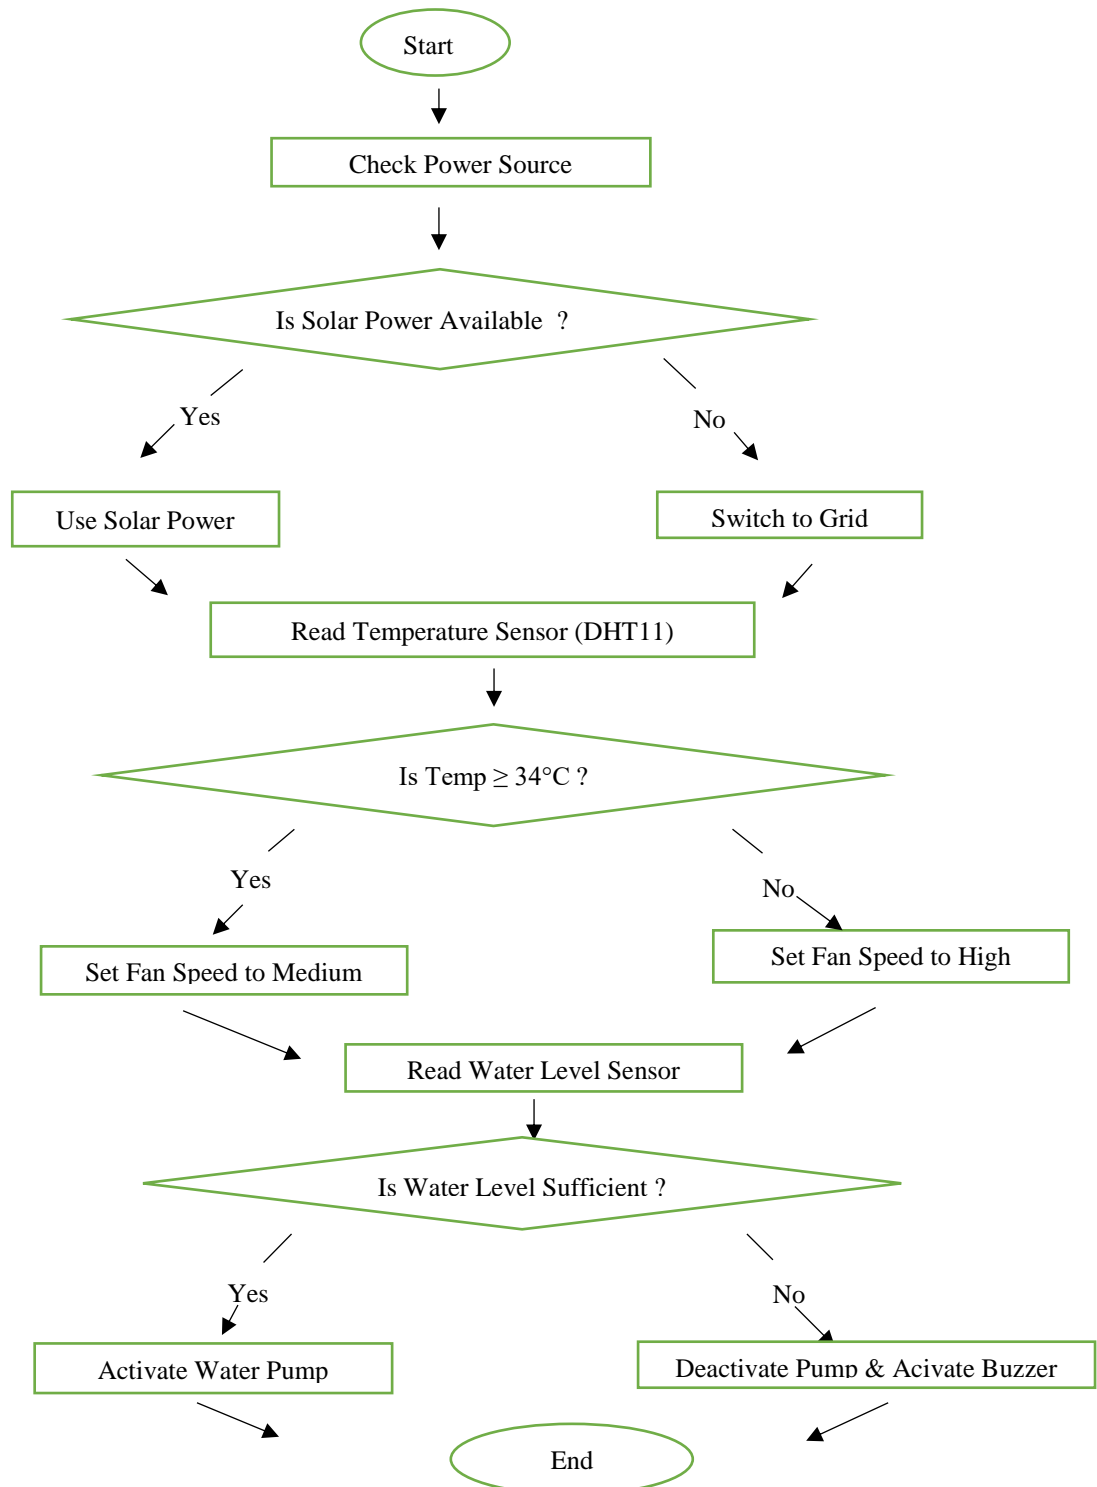 Start
Check Power Source
Is Solar Power Available ?
Yes
No
Use Solar Power
Switch to Grid
Read Temperature Sensor (DHT11)
Is Temp ≥ 34°C ?
Yes
No
Set Fan Speed to Medium
Set Fan Speed to High
Read Water Level Sensor
Is Water Level Sufficient ?
Yes
No
Activate Water Pump
Deactivate Pump & Acivate Buzzer
End